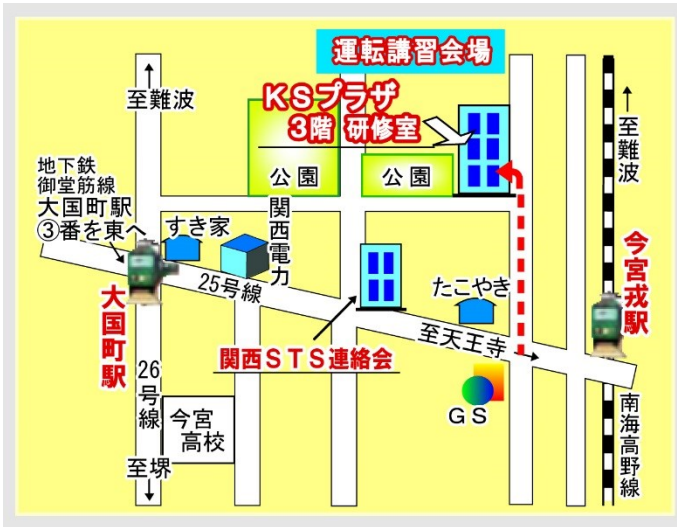 運転講習会場
KSプラザ
3階 研修室
至難波
公園
公園
至難波
地下鉄
御堂筋線
大国町駅
③番を東へ
すき家
関西電力
25号線
大国町駅
今宮戎駅
たこやき
至天王寺
関西STS連絡会
26号線
今宮
高校
GS
至堺
南海高野線